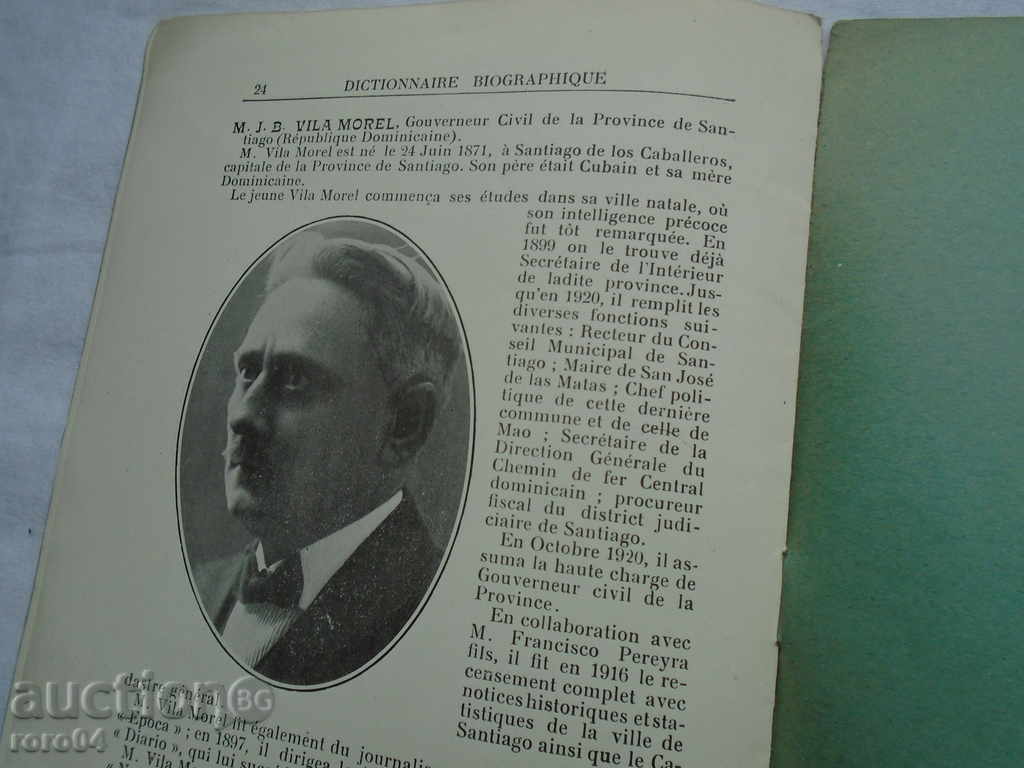 24 DICTIONNAIRE BIOGRAPHIQUE
M. J. B. VILA MOREL, Gouverneur Civil de la Province de San-
tiago (République Dominicaine).
M. Vila Morel est né le 24 Juin 1871, à Santiago de los Caballeros,
capitale de la Province de Santiago. Son père était Cubain et sa mère
Dominicaine.
Le jeune Vila Morel commença ses études dans sa ville natale, où
son intelligence précoce
fut tôt remarquée. En
1899 on le trouve déjà
Secrétaire de l'Intérieur
de ladite province. Jus-
qu'en 1920, il remplit les
diverses fonctions sui-
vantes : Recteur du Con-
seil Municipal de San-
tiago ; Maire de San José
de las Matas ; Chef poli-
tique de cette dernière
commune et de celle de
Mao ; Secrétaire de la
Direction Générale du
Chemin de fer Central
dominicain ; procureur
fiscal du district judi-
ciaire de Santiago.
En Octobre 1920, il as-
suma la haute charge de
Gouverneur civil de la
Province.
En collaboration avec
M. Francisco Pereyra
fils, il fit en 1916 le re-
censement complet avec
notices historiques et sta-
tistiques de la ville de
Santiago ainsi que le Ca-
dastre général.
M. Vila Morel fit également du journalis
« Epoca » ; en 1897, il dirigea
« Diario », qui lui
M. Vila M
auction BG
roro04